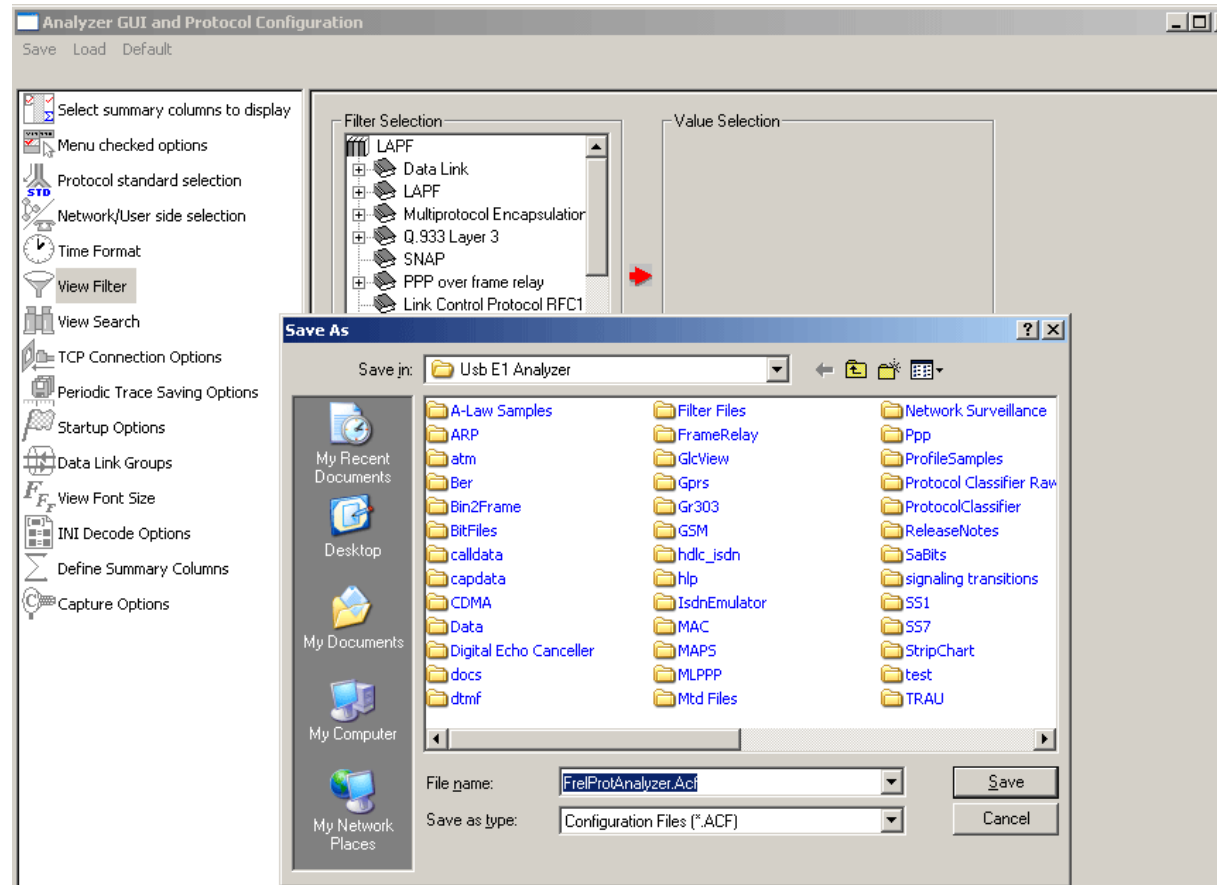 Analyzer GUI and Protocol Configuration
Save Load Default
Select summary columns to display
Menu checked options
STD
Protocol standard selection
Network/User side selection
Time Format
View Filter
View Search
TCP Connection Options
Periodic Trace Saving Options
Startup Options
Data Link Groups
View Font Size
INI Decode Options
Define Summary Columns
Capture Options
Filter Selection
LAPF
Data Link
LAPF
Multiprotocol Encapsulation
Q.933 Layer 3
SNAP
PPP over frame relay
Link Control Protocol RFC1
Value Selection
Save As
Save in: Usb E1 Analyzer
My Recent
Documents
Desktop
My Documents
My Computer
My Network
Places
A-Law Samples
ARP
atm
Ber
Bin2Frame
BitFiles
calldata
capdata
CDMA
Data
Digital Echo Canceller
docs
dtmf
Filter Files
FrameRelay
GlcView
Gprs
Gr303
GSM
hdlc_isdn
hlp
IsdnEmulator
MAC
MAPS
MLPPP
Mtd Files
Network Surveillance
Ppp
ProfileSamples
Protocol Classifier Raw
ProtocolClassifier
ReleaseNotes
SaBits
signaling transitions
SS1
SS7
StripChart
test
TRAU
File name: FrelProtAnalyzer.Acf
Save
Save as type: Configuration Files (*.ACF)
Cancel